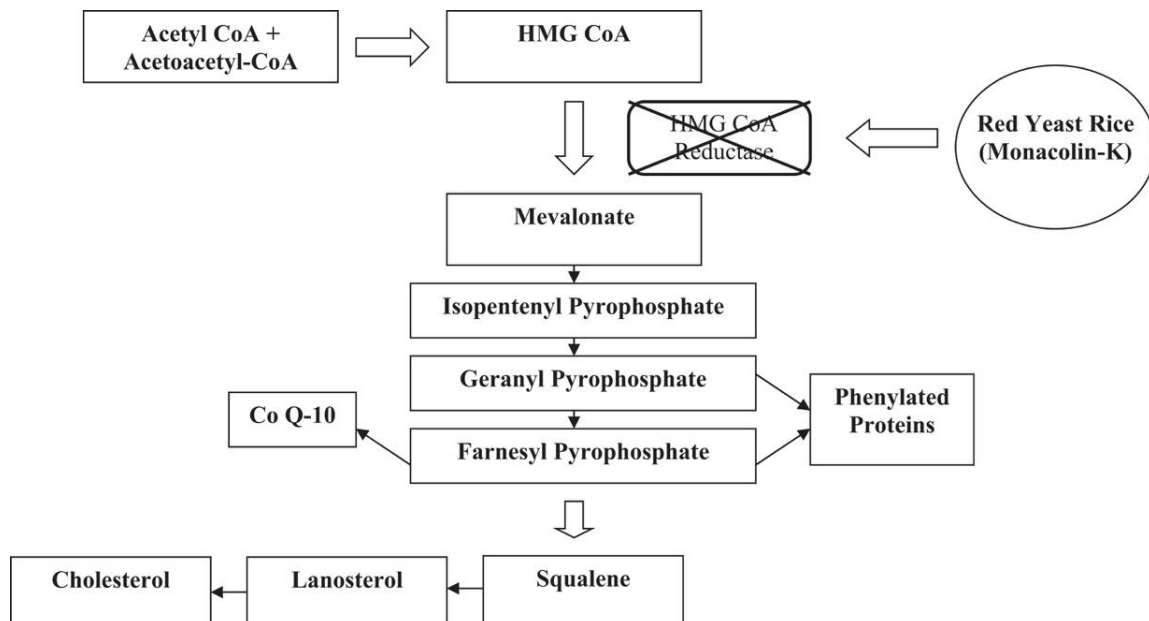 Acetyl CoA +
Acetoacetyl-CoA
HMG CoA
HMG CoA
Reductase
Red Yeast Rice
(Monacolin-K)
Mevalonate
Isopentenyl Pyrophosphate
Geranyl Pyrophosphate
Phenylated
Proteins
Co Q-10
Farnesyl Pyrophosphate
Cholesterol
Lanosterol
Squalene